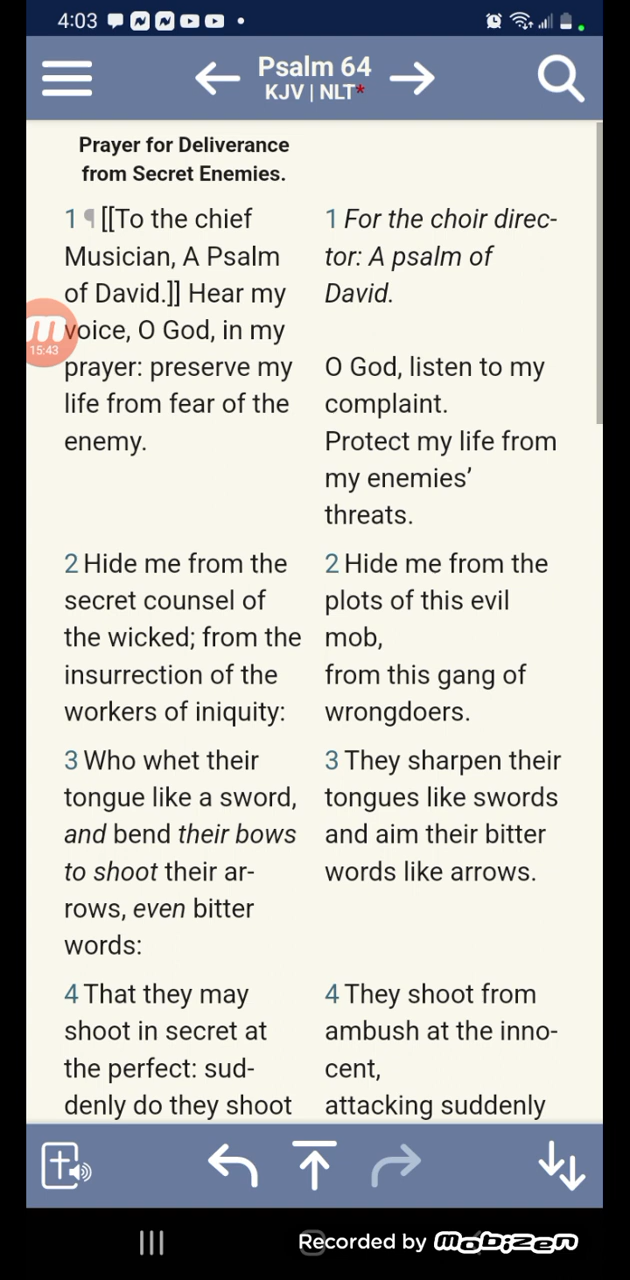 4:03
Psalm 64
KJV | NLT*
Prayer for Deliverance
from Secret Enemies.
1 ¶ [[To the chief
Musician, A Psalm
of David.]] Hear my
voice, O God, in my
prayer: preserve my
life from fear of the
enemy.
1 For the choir direc-
tor: A psalm of
David.
O God, listen to my
complaint.
Protect my life from
my enemies’
threats.
15:43
2 Hide me from the
secret counsel of
the wicked; from the
insurrection of the
workers of iniquity:
2 Hide me from the
plots of this evil
mob,
from this gang of
wrongdoers.
3 Who whet their
tongue like a sword,
and bend their bows
to shoot their ar-
rows, even bitter
words:
3 They sharpen their
tongues like swords
and aim their bitter
words like arrows.
4 That they may
shoot in secret at
the perfect: sud-
denly do they shoot
4 They shoot from
ambush at the inno-
cent,
attacking suddenly
Recorded by mobizen